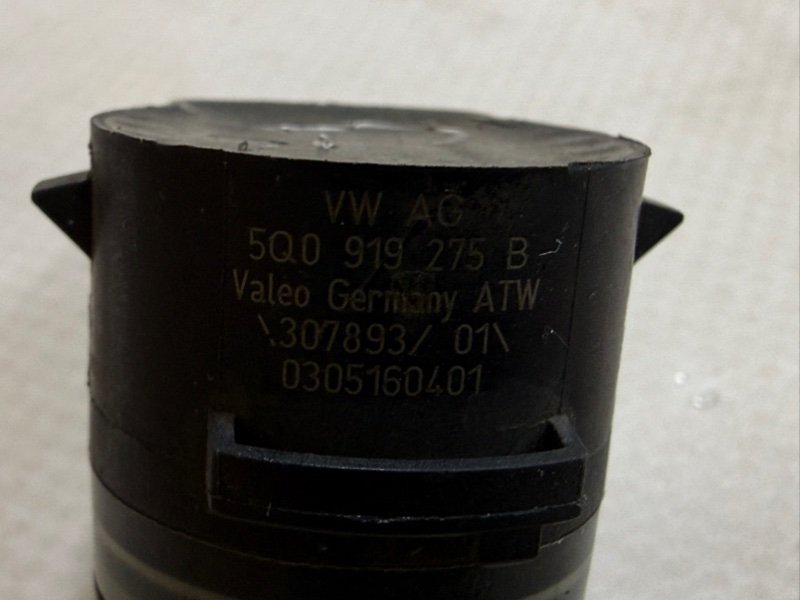 VW AG
5Q0 919 275 B
Valeo Germany ATW
\307893/ 01\
0305160401